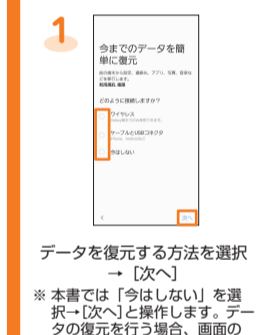 1
今までのデータを簡
単に復元
どのように接続しますか？
ワイヤレス
ケーブルとUSBコネクタ
今はしない
次へ
データを復元する方法を選択
→［次へ］
※ 本書では「今はしない」を選
択→［次へ］と操作します。デー
タの復元を行う場合、画面の